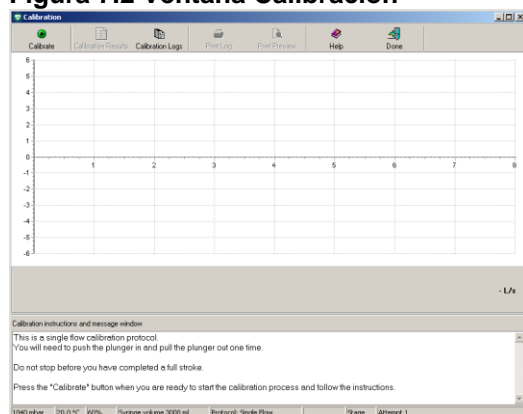 Figura 7.2 Ventana Calibración
Calibration
Calibrate Calibration Results Calibration Logs Print Log Print Preview Help Done
6
5
4
3
2
1
0
1 2 3 4 5 6 7 8
-1
-2
-3
-4
-5
-6
- L/s
Calibration instructions and message window
This is a single flow calibration protocol.
You will need to push the plunger in and pull the plunger out one time.
Do not stop before you have completed a full stroke.
Press the "Calibrate" button when you are ready to start the calibration process and follow the instructions.
1040 mbar 20.0 °C 60% Syringe volume 3000 ml Protocol: Single Flow Stage Attempt 1